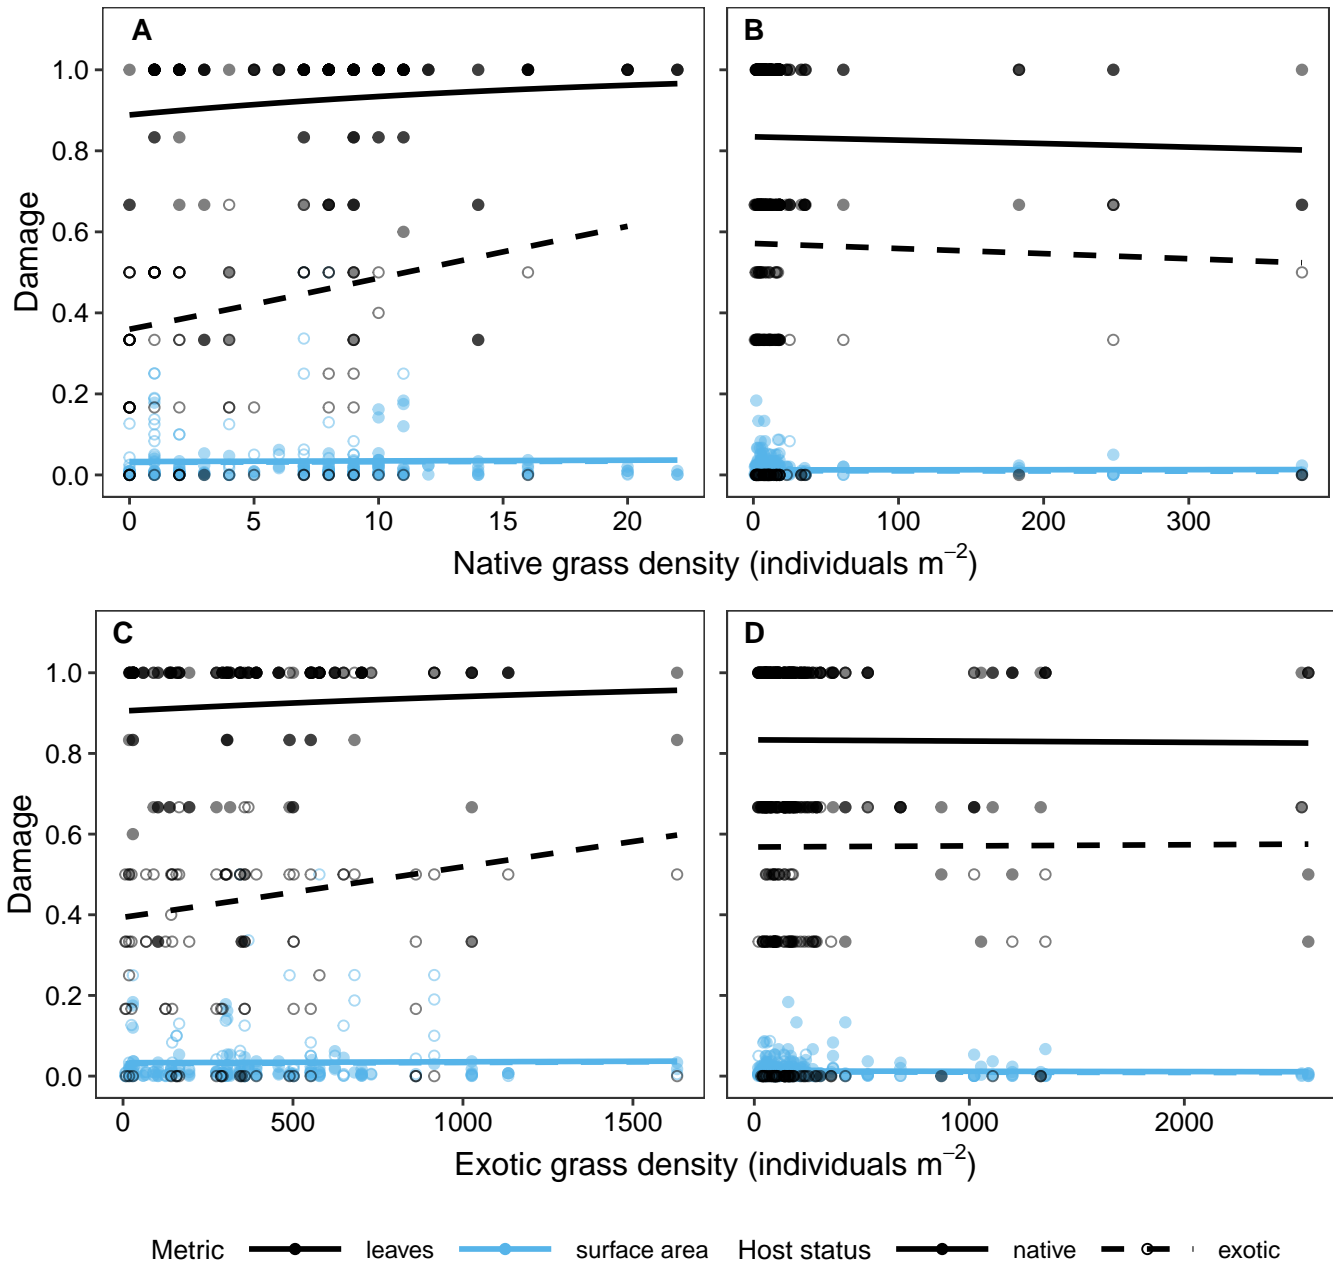 A
B
1.0
0.8
0.6
0.4
0.2
0.0
Damage
0 5 10 15 20
0 100 200 300
Native grass density (individuals m⁻²)
C
D
1.0
0.8
0.6
0.4
0.2
0.0
Damage
0 500 1000 1500
0 1000 2000
Exotic grass density (individuals m⁻²)
Metric leaves surface area Host status native exotic